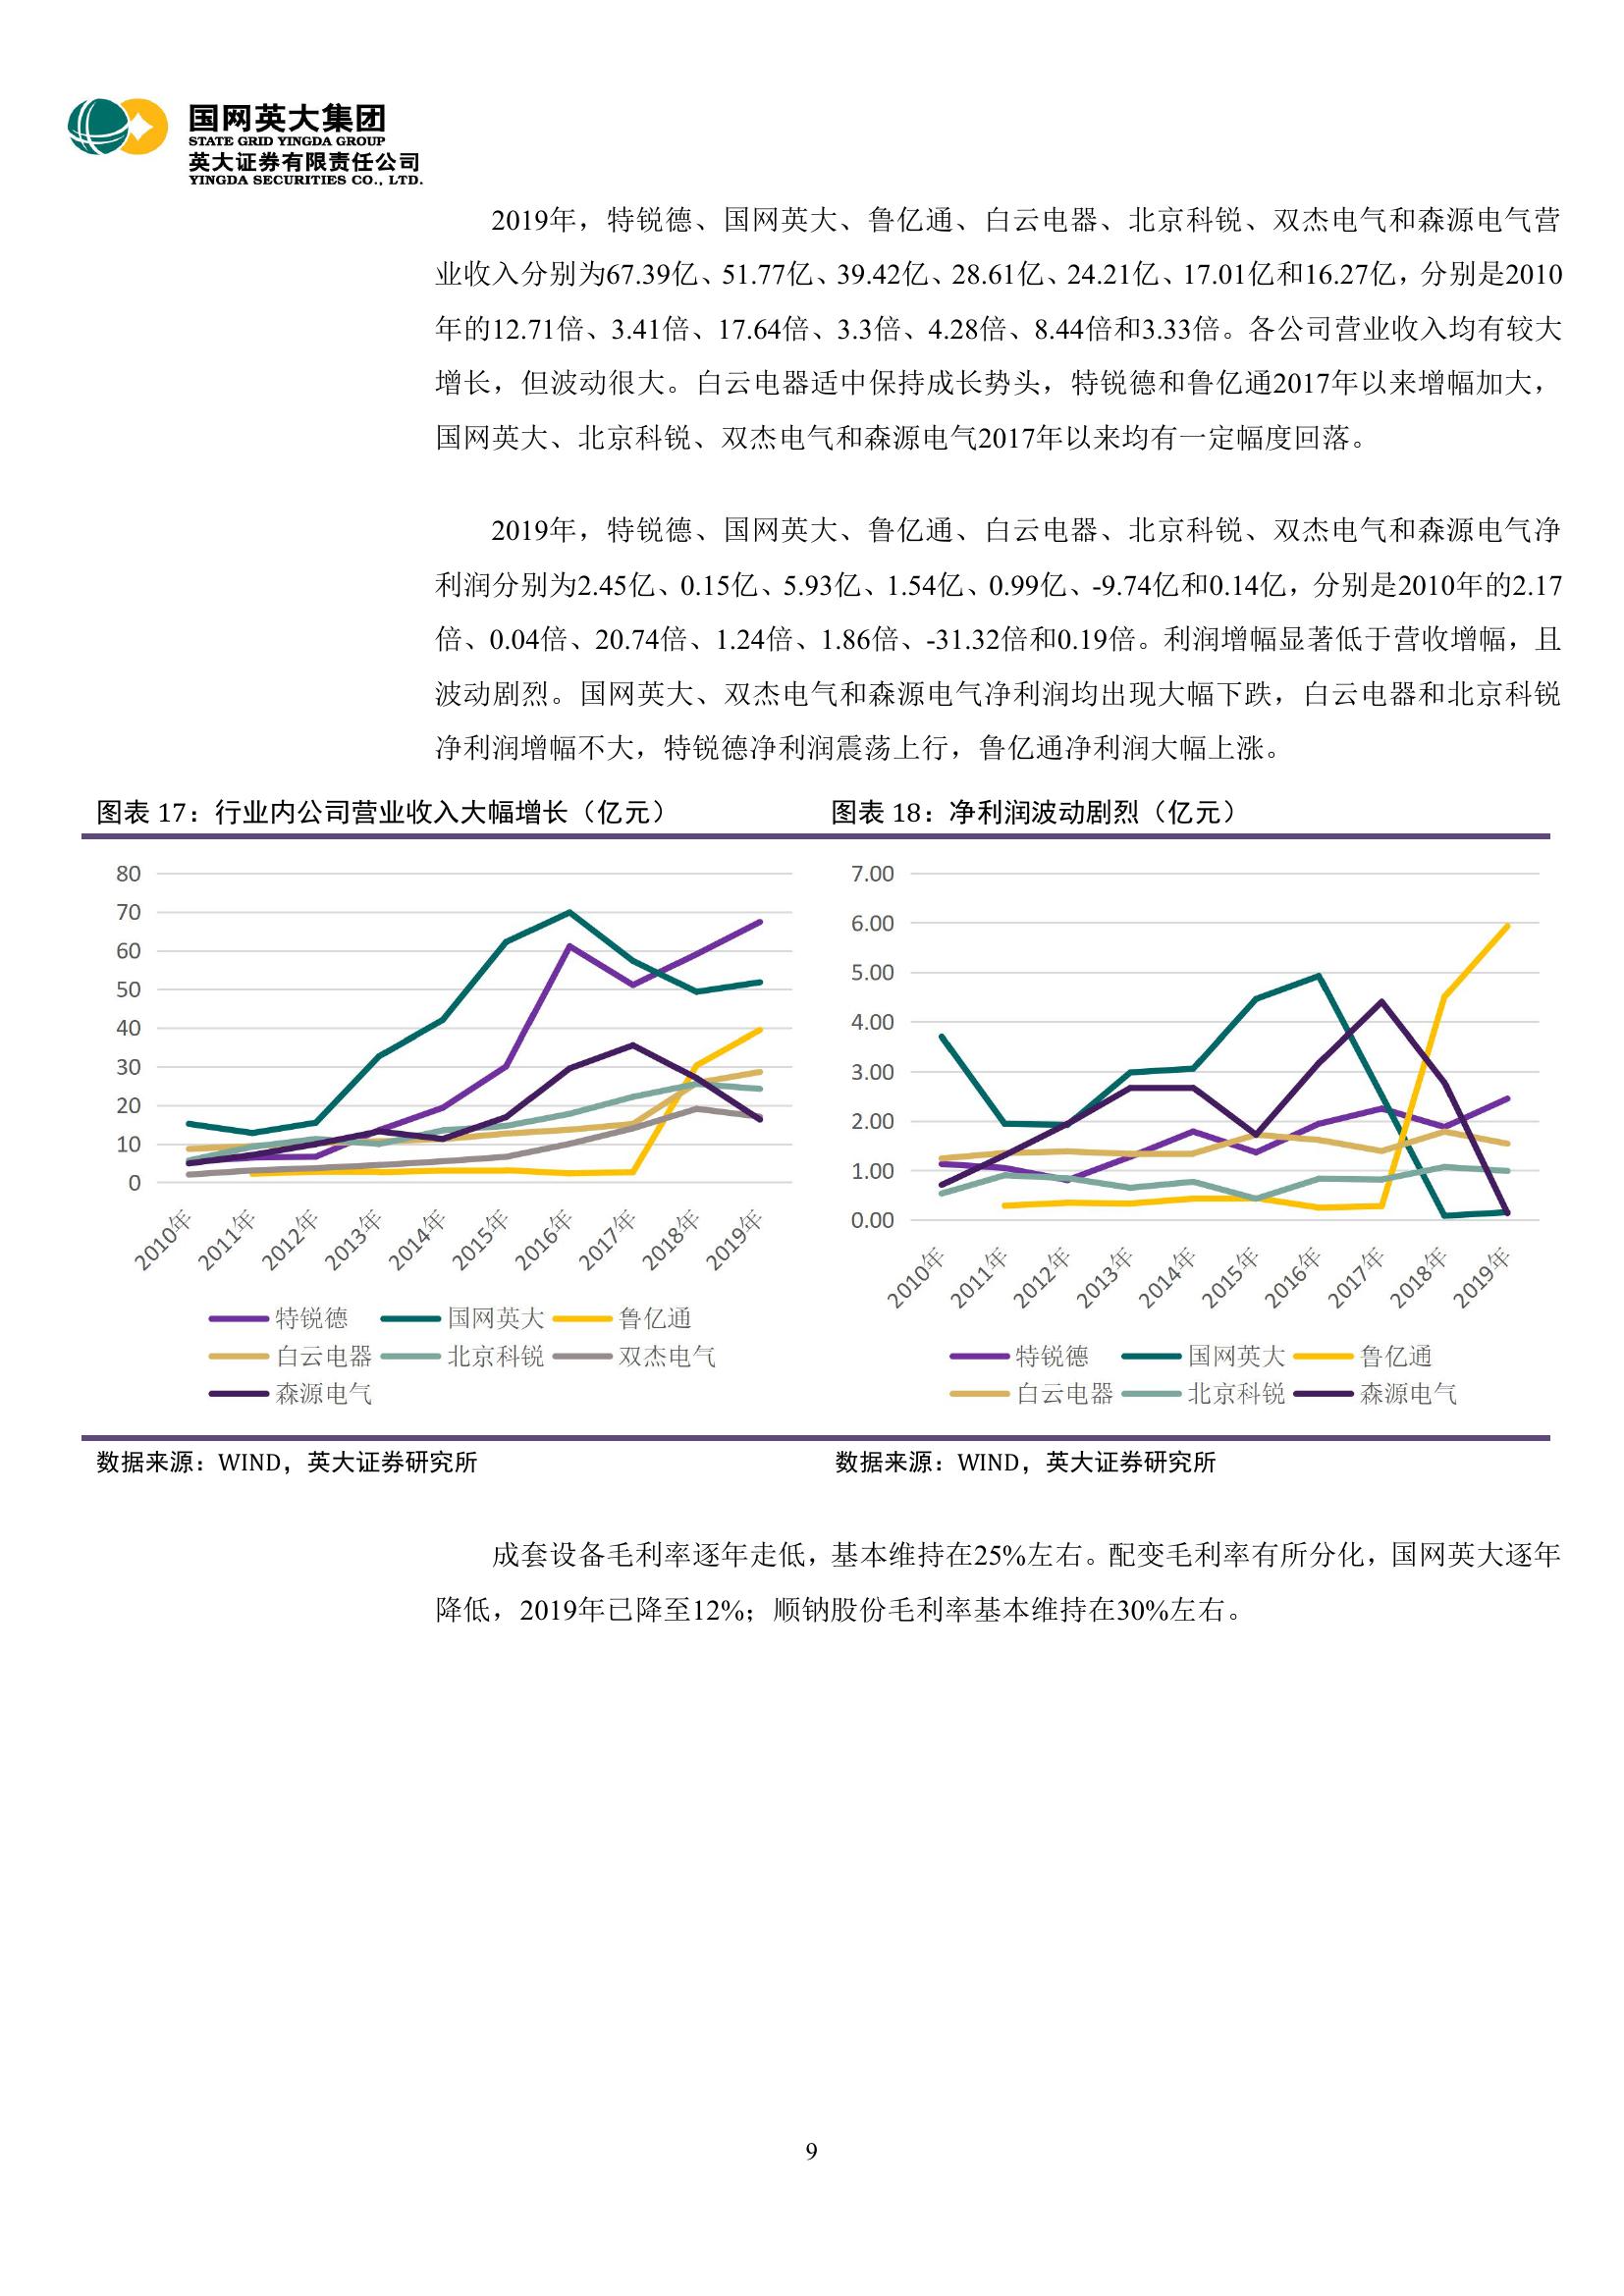 国网英大集团
STATE GRID YINGDA GROUP
英大证券有限责任公司
YINGDA SECURITIES CO., LTD.
2019年，特锐德、国网英大、鲁亿通、白云电器、北京科锐、双杰电气和森源电气营
业收入分别为67.39亿、51.77亿、39.42亿、28.61亿、24.21亿、17.01亿和16.27亿，分别是2010
年的12.71倍、3.41倍、17.64倍、3.3倍、4.28倍、8.44倍和3.33倍。各公司营业收入均有较大
增长，但波动很大。白云电器适中保持成长势头，特锐德和鲁亿通2017年以来增幅加大，
国网英大、北京科锐、双杰电气和森源电气2017年以来均有一定幅度回落。
2019年，特锐德、国网英大、鲁亿通、白云电器、北京科锐、双杰电气和森源电气净
利润分别为2.45亿、0.15亿、5.93亿、1.54亿、0.99亿、-9.74亿和0.14亿，分别是2010年的2.17
倍、0.04倍、20.74倍、1.24倍、1.86倍、-31.32倍和0.19倍。利润增幅显著低于营收增幅，且
波动剧烈。国网英大、双杰电气和森源电气净利润均出现大幅下跌，白云电器和北京科锐
净利润增幅不大，特锐德净利润震荡上行，鲁亿通净利润大幅上涨。
图表 17：行业内公司营业收入大幅增长（亿元）
80
70
60
50
40
30
20
10
0
2010年 2011年 2012年 2013年 2014年 2015年 2016年 2017年 2018年 2019年
特锐德 国网英大 鲁亿通
白云电器 北京科锐 双杰电气
森源电气
数据来源：WIND，英大证券研究所
图表 18：净利润波动剧烈（亿元）
7.00
6.00
5.00
4.00
3.00
2.00
1.00
0.00
2010年 2011年 2012年 2013年 2014年 2015年 2016年 2017年 2018年 2019年
特锐德 国网英大 鲁亿通
白云电器 北京科锐 森源电气
数据来源：WIND，英大证券研究所
成套设备毛利率逐年走低，基本维持在25%左右。配变毛利率有所分化，国网英大逐年
降低，2019年已降至12%；顺钠股份毛利率基本维持在30%左右。
9